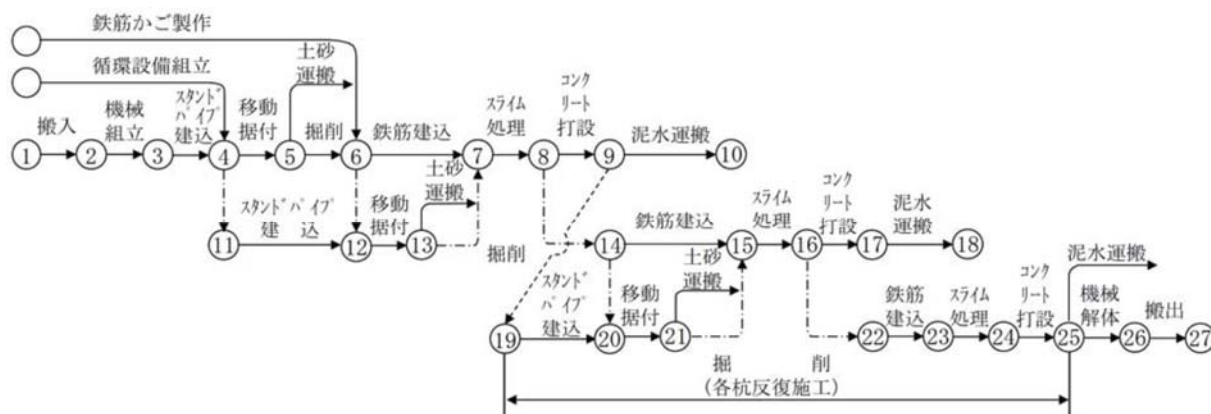 鉄筋かご製作
循環設備組立
土砂
運搬
搬入
機械
組立
スタンド
パイプ
建込
移動
据付
掘削
鉄筋建込
スライム
処理
コンク
リート
打設
泥水運搬
① ② ③ ④ ⑤ ⑥ ⑦ ⑧ ⑨ ⑩
スタンドパイプ
建 込
移動
据付
土砂
運搬
⑪ ⑫ ⑬
掘削
鉄筋建込
スライム
処理
コンク
リート
打設
泥水
運搬
⑭ ⑮ ⑯ ⑰ ⑱
スタンド
パイプ
建込
移動
据付
土砂
運搬
鉄筋
建込
スライム
処理
コンク
リート
打設
泥水運搬
機械
解体
搬出
⑲ ⑳ ㉑ ㉒ ㉓ ㉔ ㉕ ㉖ ㉗
掘 削
(各杭反復施工)